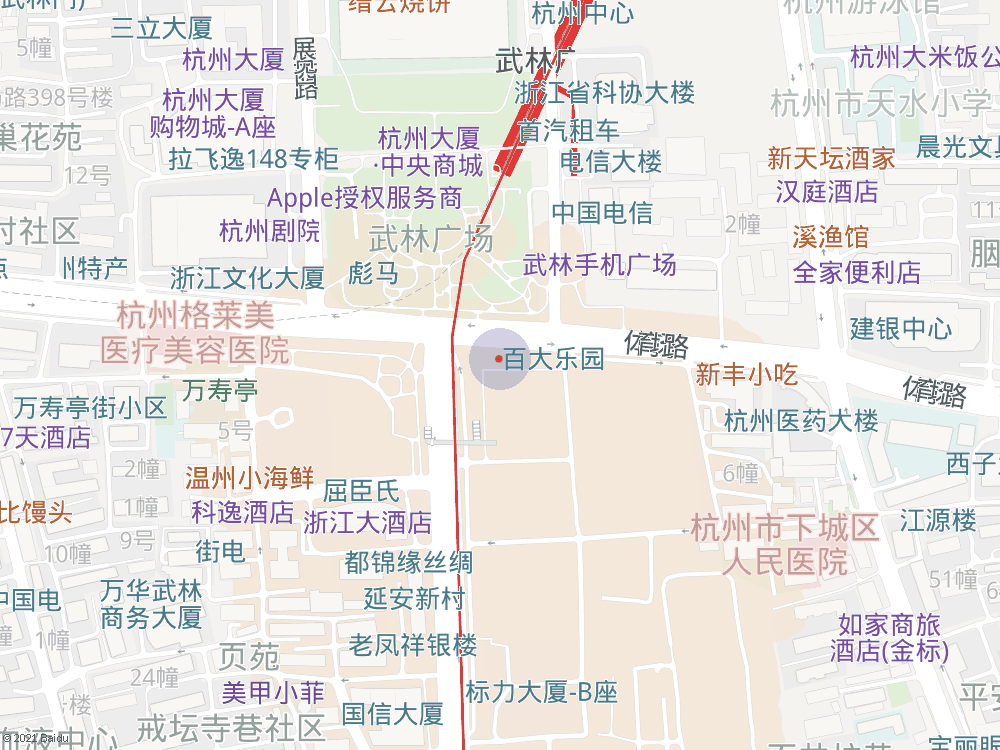 缙云烧饼
杭州中心
三立大厦
5幢
杭州大厦
展
武林广
杭州大米饭公
路398号楼
杭州大厦
购物城-A座
浙江省科协大楼
杭州市天水小学
巢花苑
杭州大厦
·中央商城
首汽租车
拉飞逸148专柜
电信大楼
新天坛酒家
晨光文具
12号
Apple授权服务商
汉庭酒店
中国电信
2幢
11
村社区
杭州剧院
武林广场
溪渔馆
胭
州特产
浙江文化大厦
彪马
武林手机广场
全家便利店
杭州格莱美
医疗美容医院
建银中心
体育场路
百大乐园
新丰小吃
万寿亭
体育场路
万寿亭街小区
杭州医药大楼
7天酒店
5号
2幢
温州小海鲜
屈臣氏
6幢
西子
1幢
科逸酒店
浙江大酒店
比馒头
杭州市下城区
人民医院
江源楼
9号
10幢
街电
都锦缘丝绸
51幢
中国电
万华武林
商务大厦
延安新村
1幢
如家商旅
酒店(金标)
页苑
老凤祥银楼
24幢
美甲小菲
标力大厦-B座
平安
国信大厦
戒坛寺巷社区
© 2021 Baidu